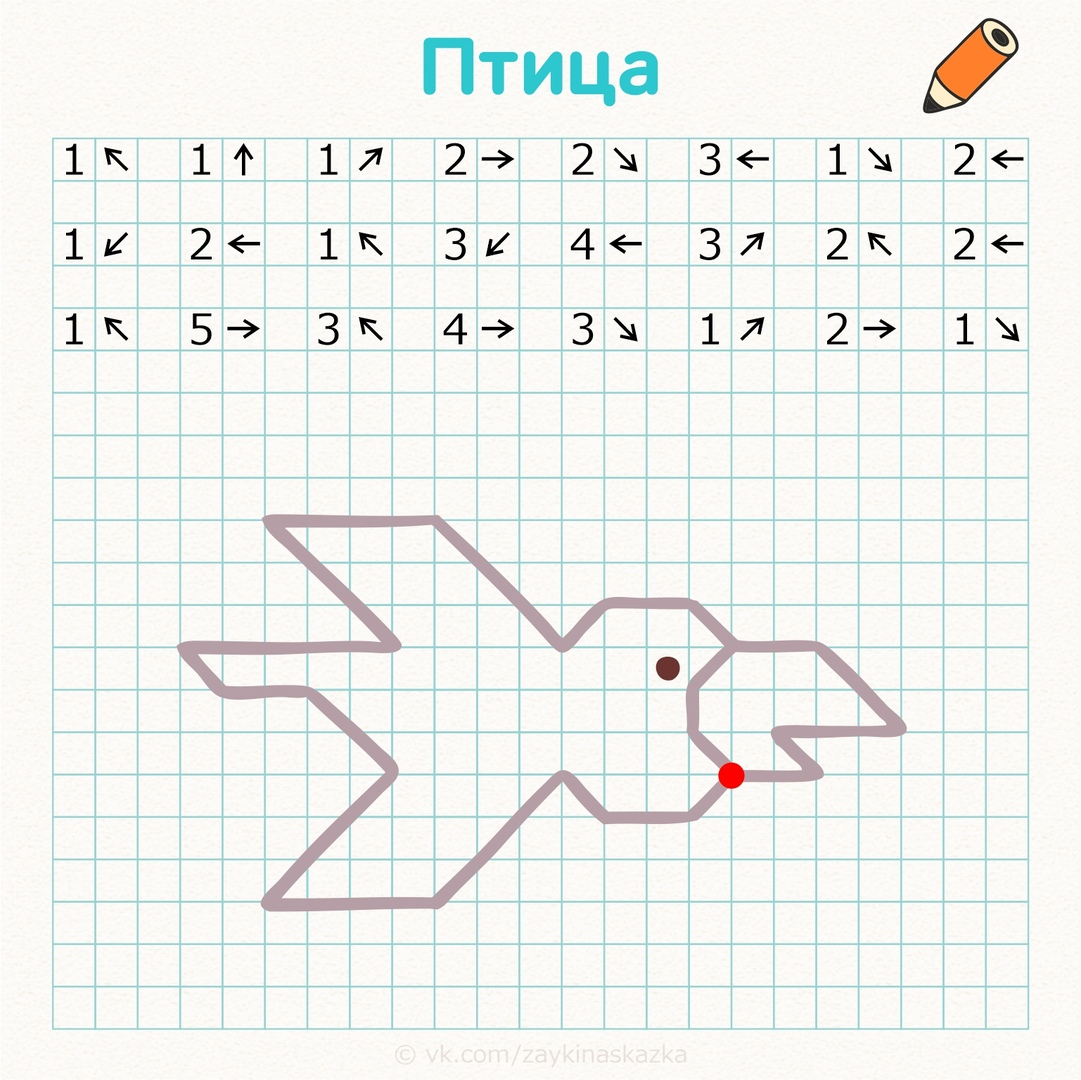 Птица
1 ↖ 1 ↑ 1 ↗ 2 → 2 ↘ 3 ← 1 ↘ 2 ←
1 ↙ 2 ← 1 ↖ 3 ↙ 4 ← 3 ↗ 2 ↖ 2 ←
1 ↖ 5 → 3 ↖ 4 → 3 ↘ 1 ↗ 2 → 1 ↘
© vk.com/zaykinaskazka